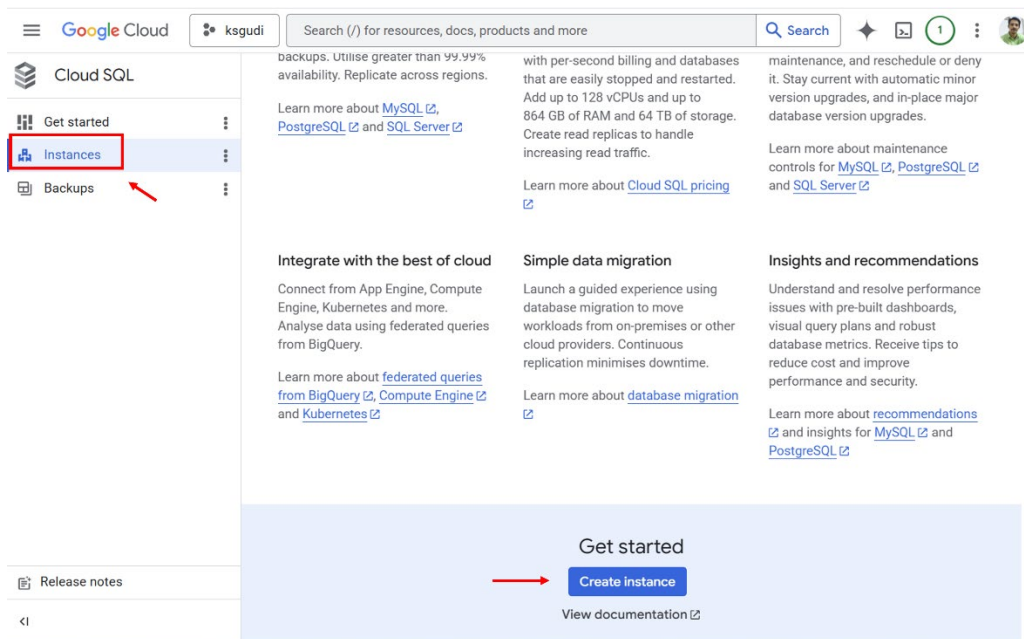 Google Cloud
ksgudi
Search (/) for resources, docs, products and more
Search
1
Cloud SQL
Get started
Instances
Backups
backups. Utilise greater than 99.99%
availability. Replicate across regions.
Learn more about MySQL,
PostgreSQL and SQL Server
with per-second billing and databases
that are easily stopped and restarted.
Add up to 128 vCPUs and up to
864 GB of RAM and 64 TB of storage.
Create read replicas to handle
increasing read traffic.
Learn more about Cloud SQL pricing
maintenance, and reschedule or deny
it. Stay current with automatic minor
version upgrades, and in-place major
database version upgrades.
Learn more about maintenance
controls for MySQL, PostgreSQL
and SQL Server
Integrate with the best of cloud
Connect from App Engine, Compute
Engine, Kubernetes and more.
Analyse data using federated queries
from BigQuery.
Learn more about federated queries
from BigQuery, Compute Engine
and Kubernetes
Simple data migration
Launch a guided experience using
database migration to move
workloads from on-premises or other
cloud providers. Continuous
replication minimises downtime.
Learn more about database migration
Insights and recommendations
Understand and resolve performance
issues with pre-built dashboards,
visual query plans and robust
database metrics. Receive tips to
reduce cost and improve
performance and security.
Learn more about recommendations
and insights for MySQL and
PostgreSQL
Get started
Create instance
View documentation
Release notes